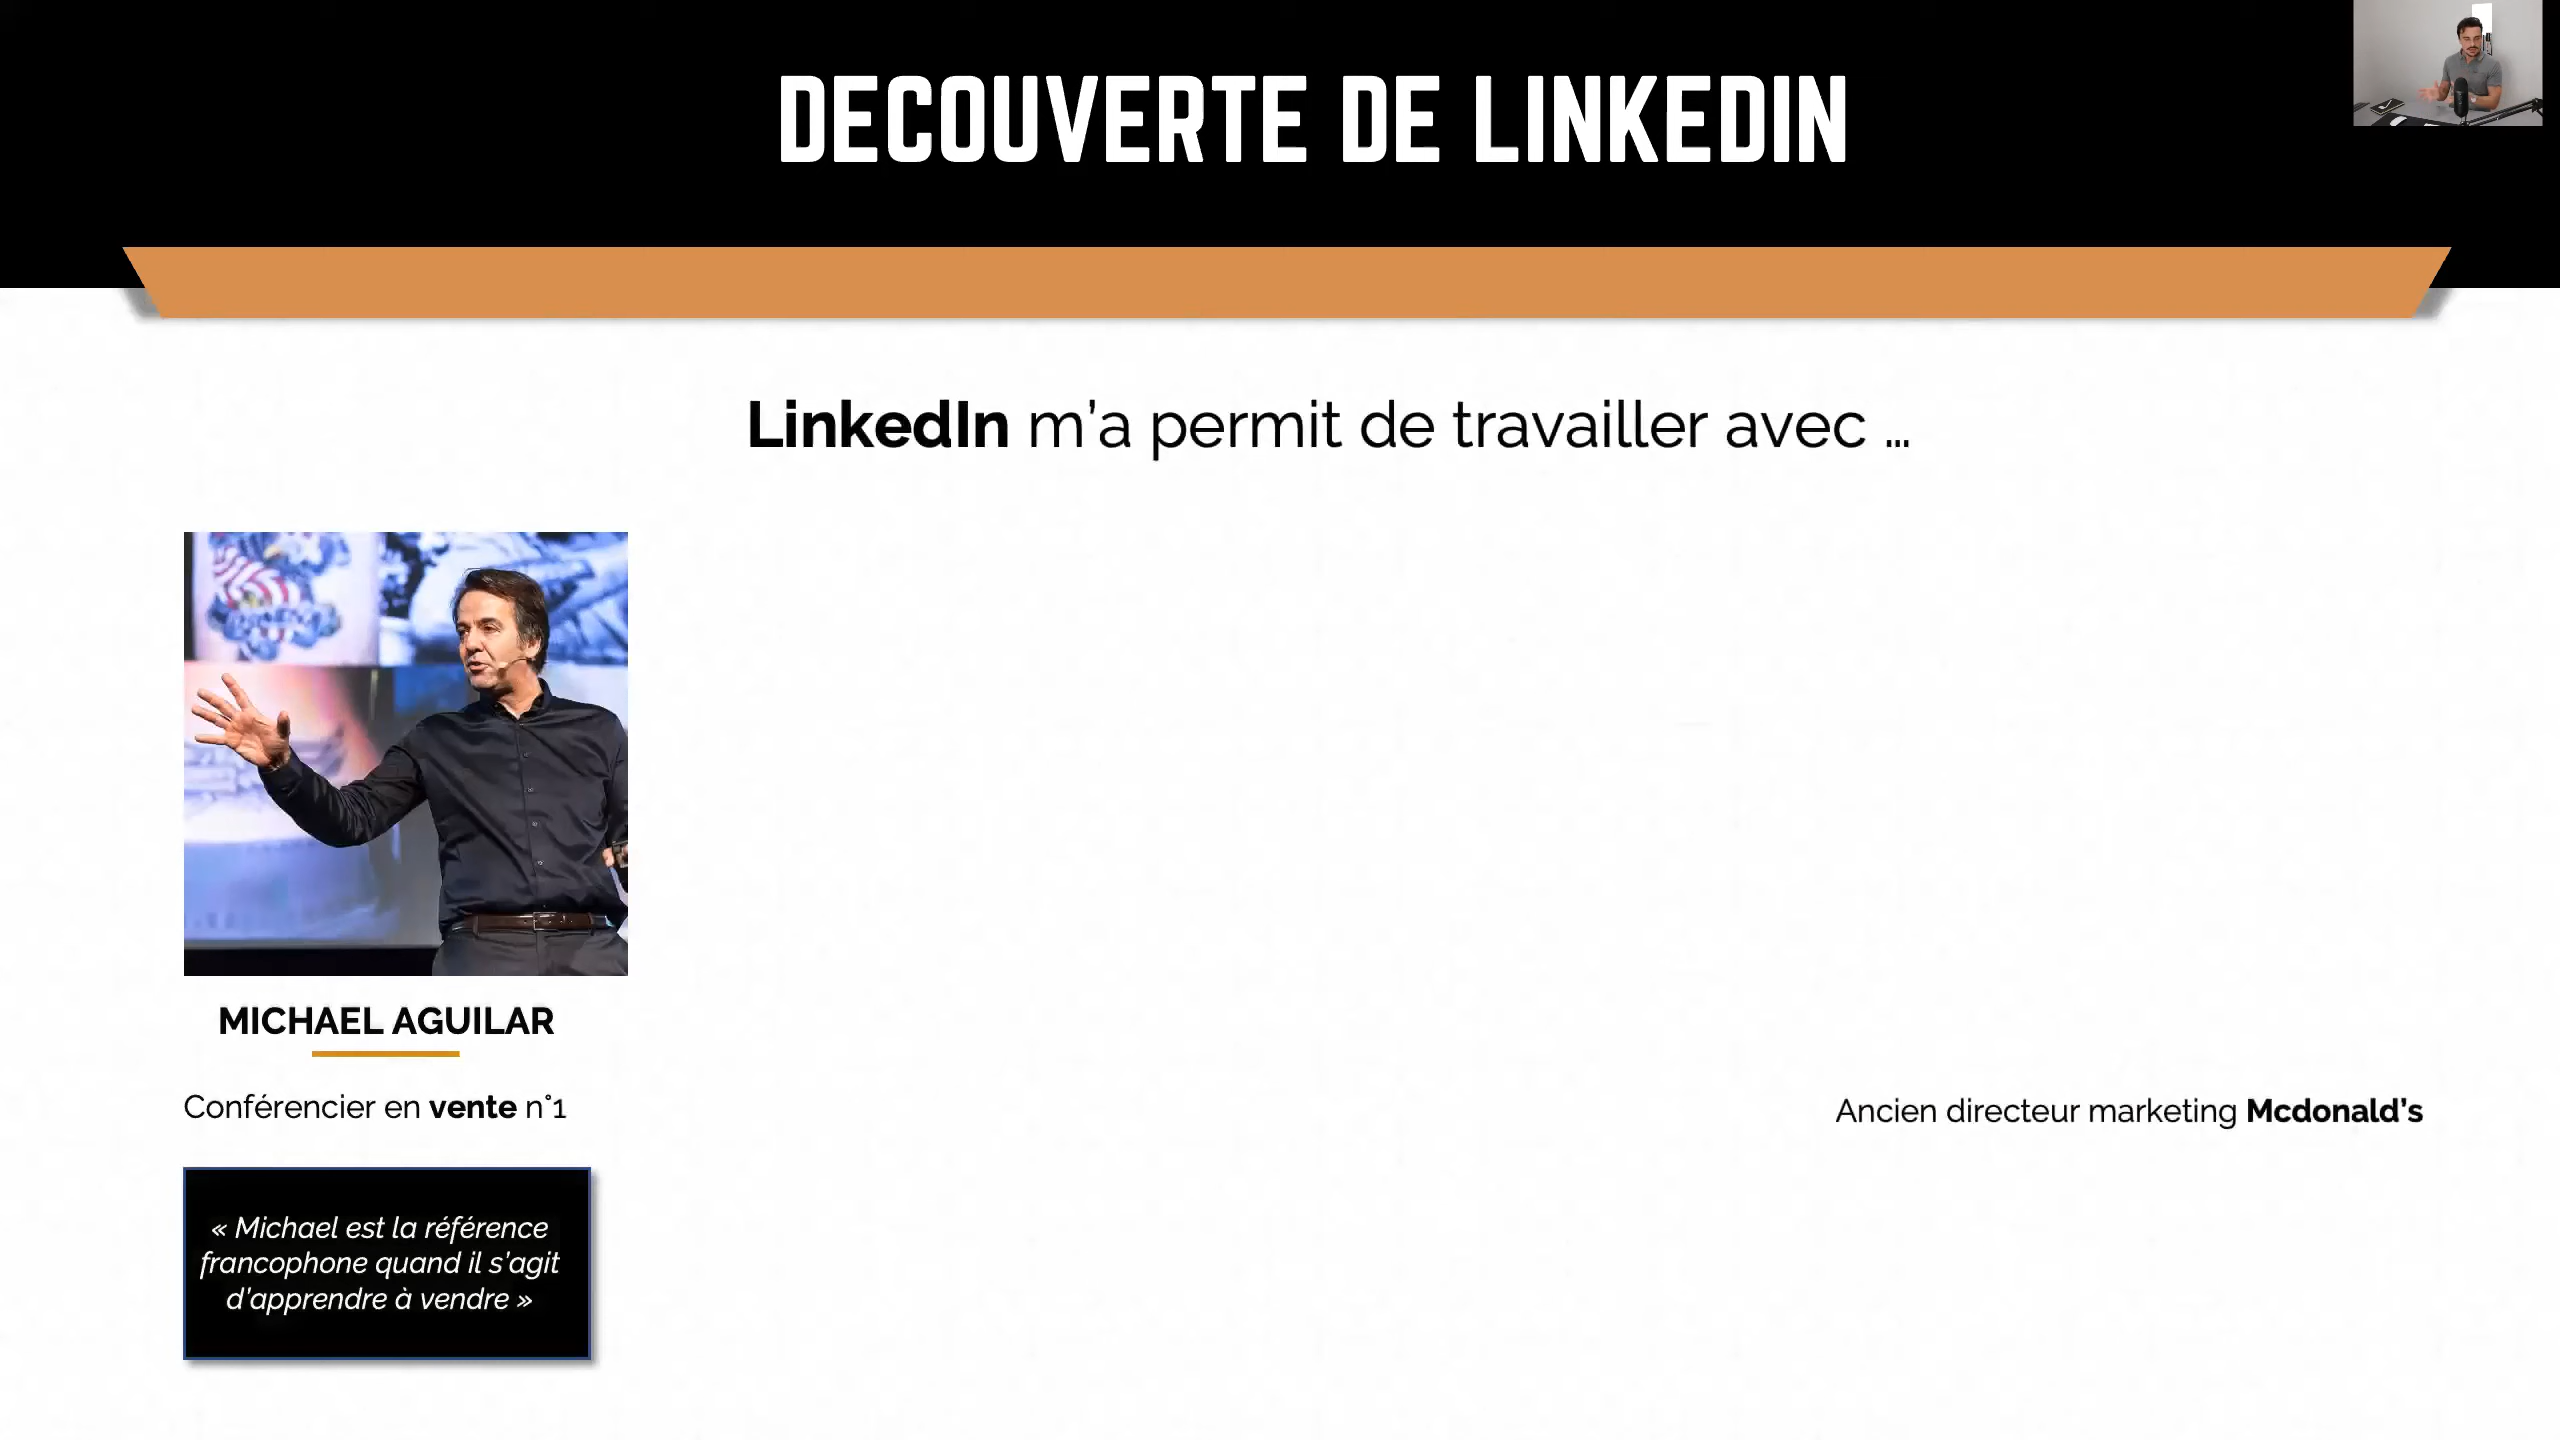 DECOUVERTE DE LINKEDIN
LinkedIn m’a permit de travailler avec ...
MICHAEL AGUILAR
Conférencier en vente n°1
Ancien directeur marketing Mcdonald’s
« Michael est la référence
francophone quand il s’agit
d’apprendre à vendre »